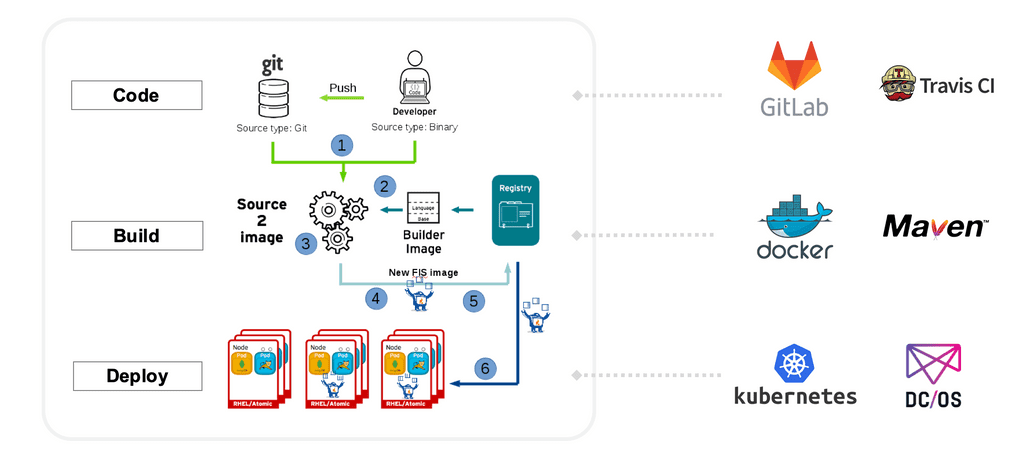 Code
git
Push
Code
Developer
Source type: Git
Source type: Binary
1
GitLab
Travis CI
Build
Source
2
image
2
3
Language
Base
Builder
Image
Registry
New FIS image
4
5
docker
Maven™
Deploy
Node
Pod
Pod
RHEL/Atomic
Node
Pod
Pod
RHEL/Atomic
Node
Pod
Pod
RHEL/Atomic
6
kubernetes
DC/OS